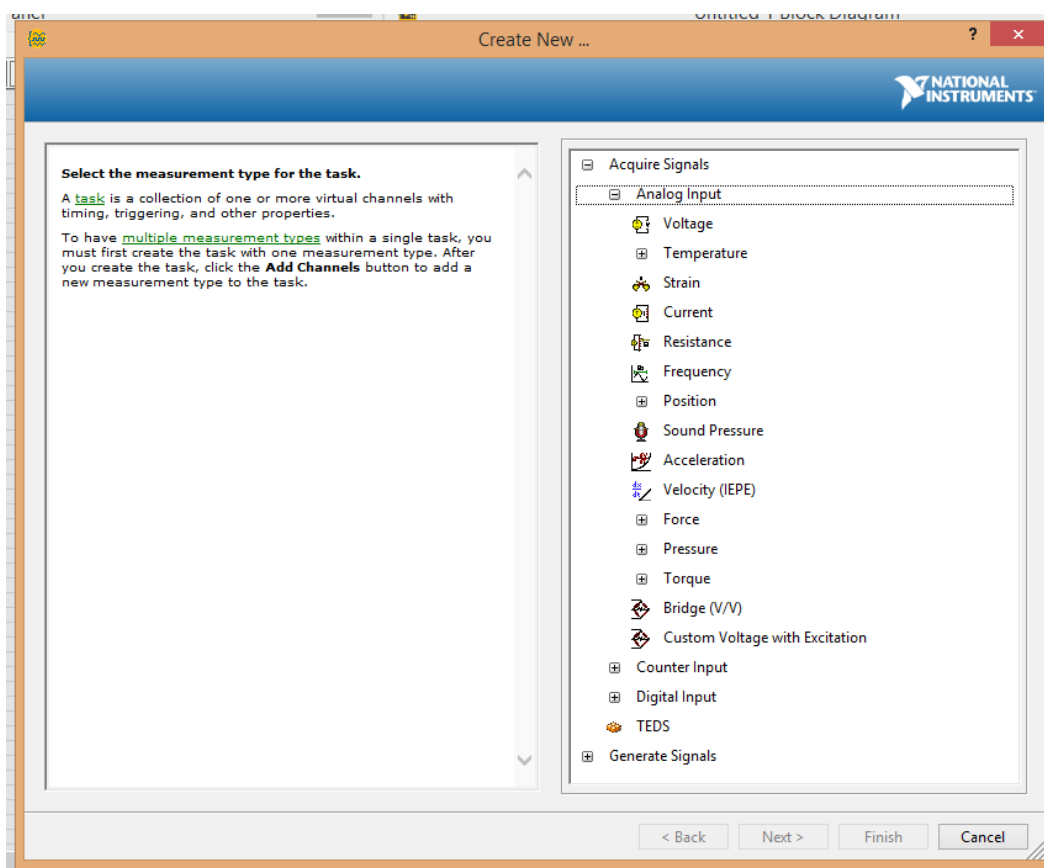 Untitled 1 Block Diagram
Create New ...
?
NATIONAL
INSTRUMENTS
Select the measurement type for the task.
A task is a collection of one or more virtual channels with
timing, triggering, and other properties.
To have multiple measurement types within a single task, you
must first create the task with one measurement type. After
you create the task, click the Add Channels button to add a
new measurement type to the task.
Acquire Signals
Analog Input
Voltage
Temperature
Strain
Current
Resistance
Frequency
Position
Sound Pressure
Acceleration
Velocity (IEPE)
Force
Pressure
Torque
Bridge (V/V)
Custom Voltage with Excitation
Counter Input
Digital Input
TEDS
Generate Signals
< Back
Next >
Finish
Cancel